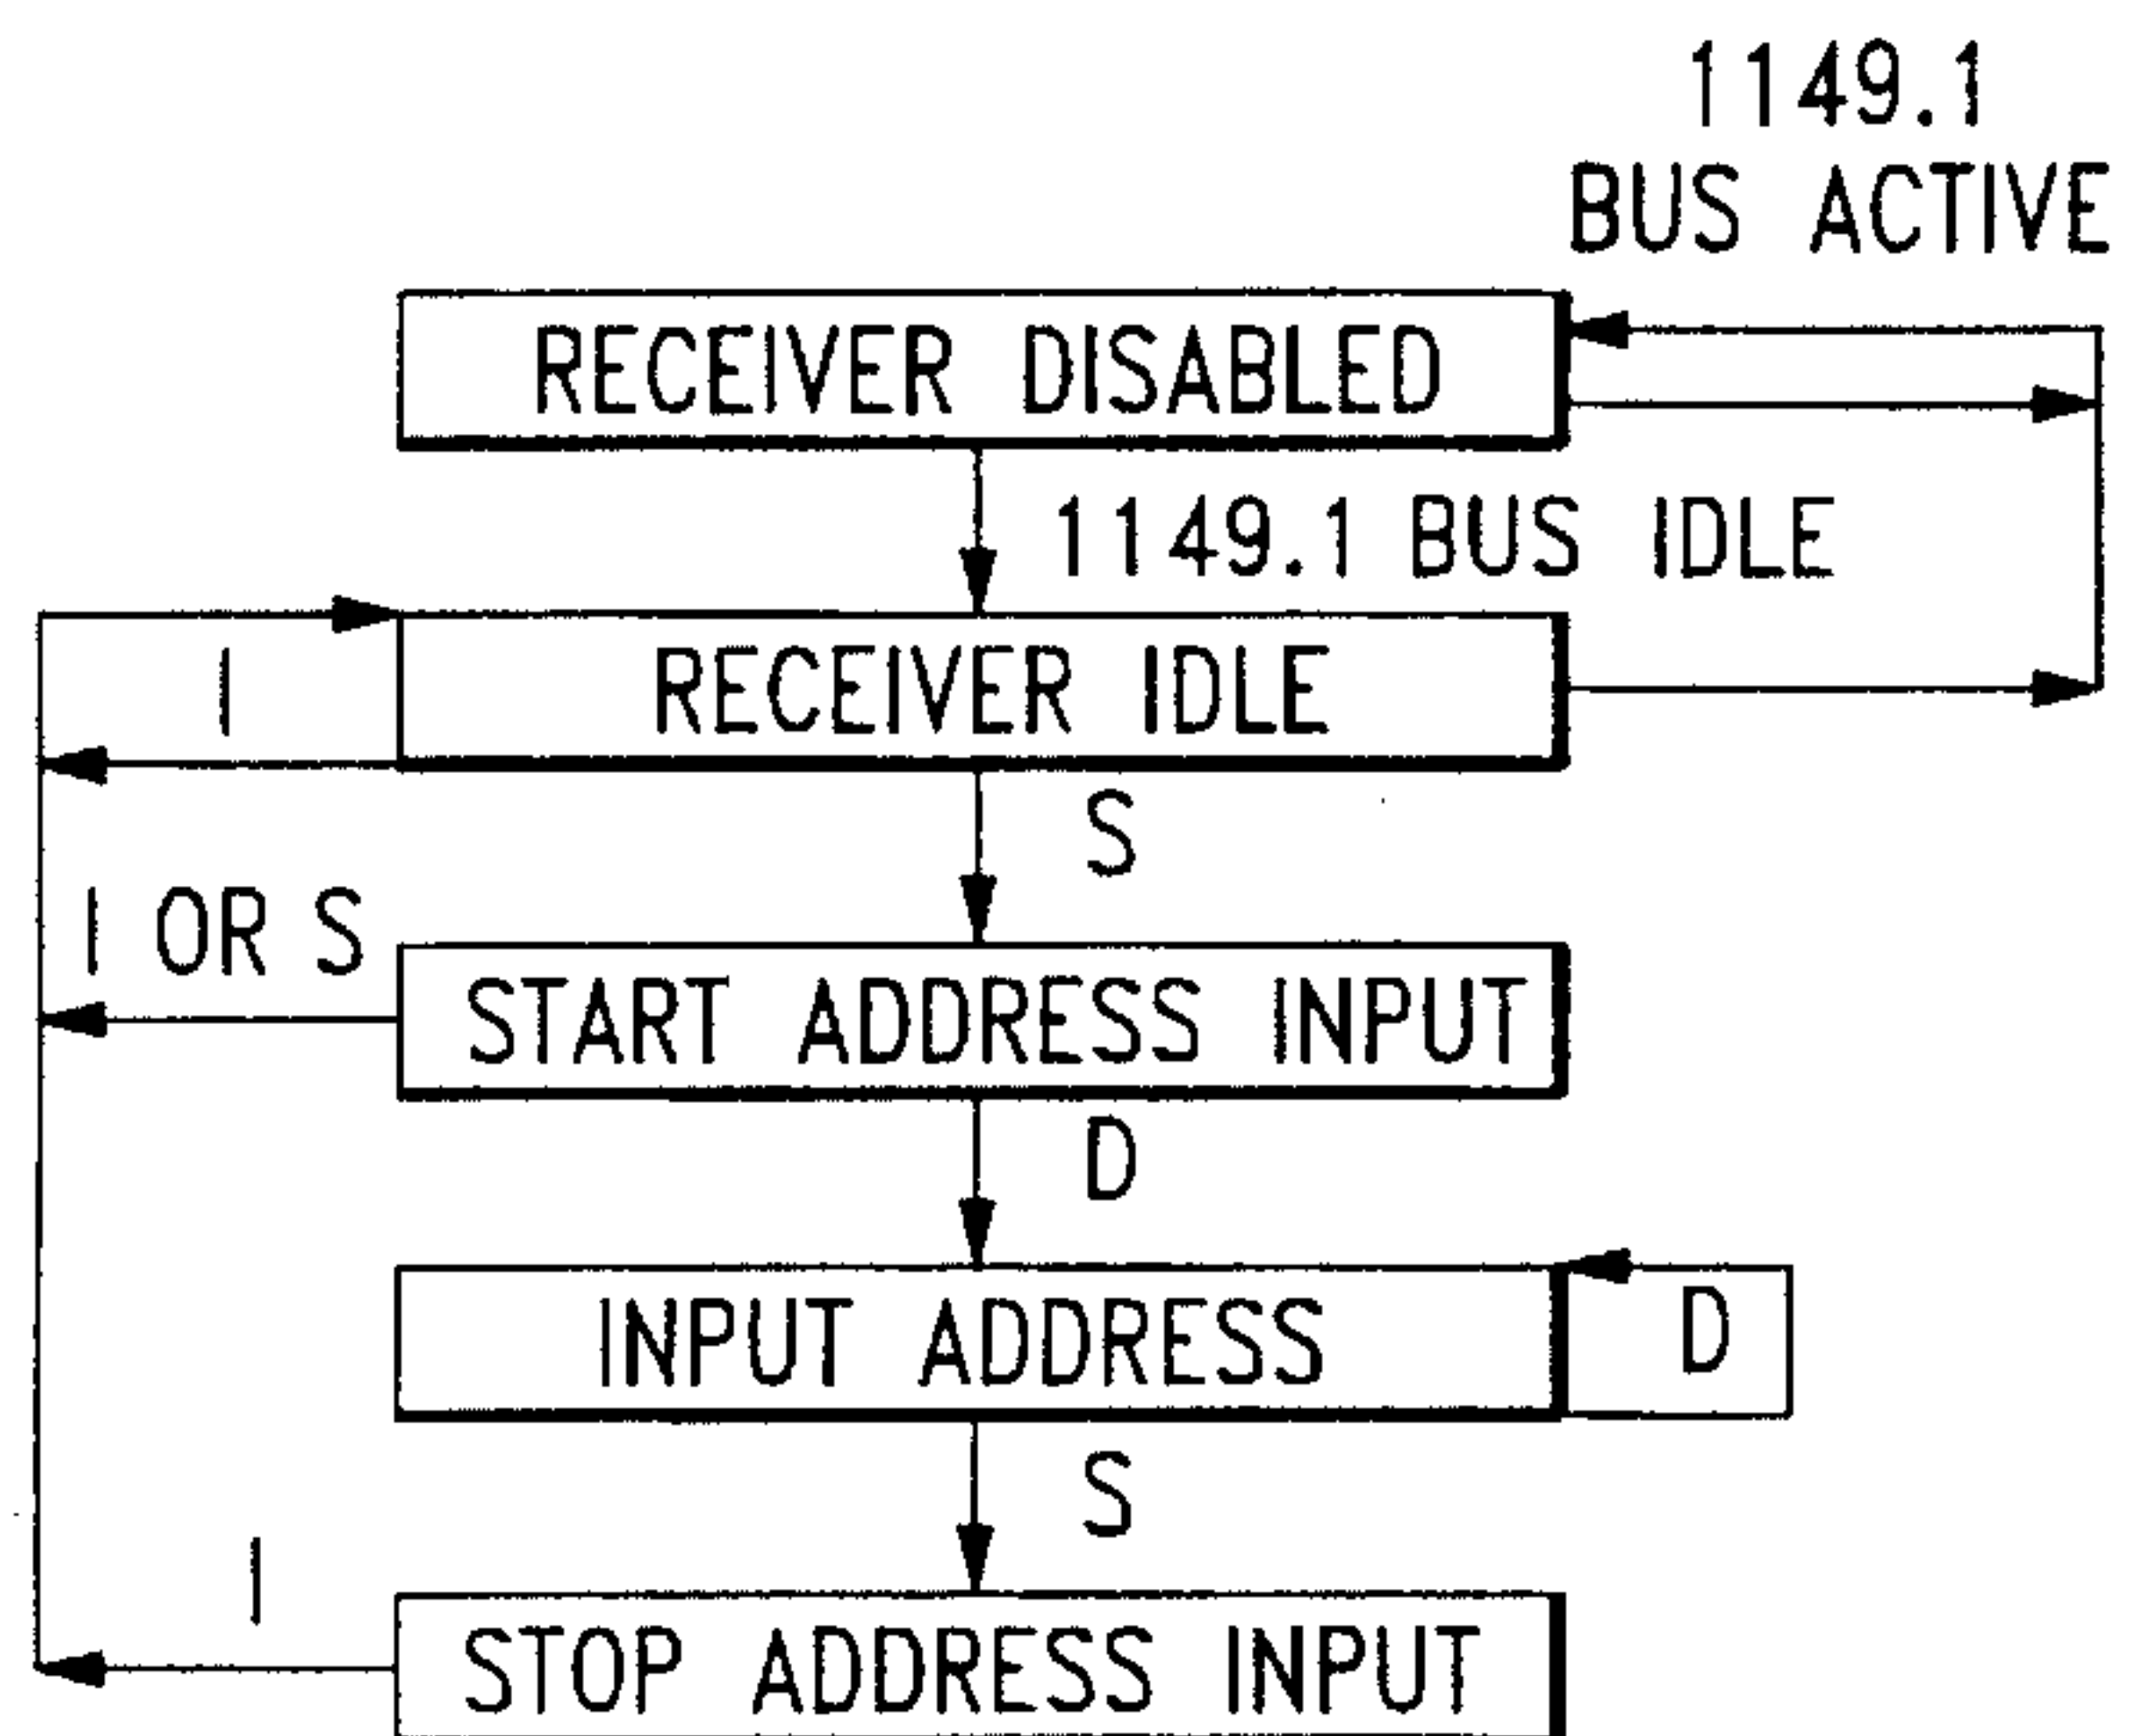 1149.1
BUS ACTIVE
RECEIVER DISABLED
1149.1 BUS IDLE
I
RECEIVER IDLE
S
I OR S
START ADDRESS INPUT
D
INPUT ADDRESS
D
S
I
STOP ADDRESS INPUT